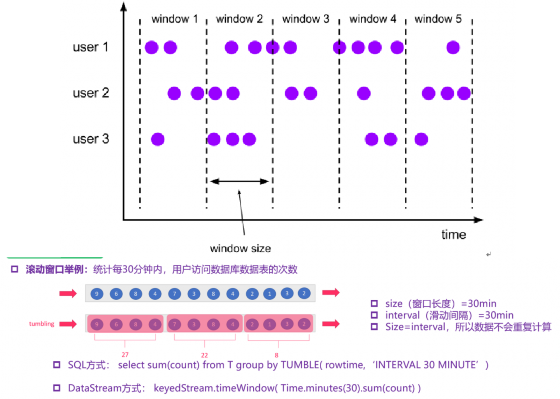 window 1 window 2 window 3 window 4 window 5
user 1
user 2
user 3
window size
time
滚动窗口举例：统计每30分钟内，用户访问数据库数据表的次数
9 6 8 4 7 3 8 4 2 1 3 2
tumbling 9 6 8 4 7 3 8 4 2 1 3 2
27 22 8
size（窗口长度）=30min
interval（滑动间隔）=30min
Size=interval，所以数据不会重复计算
SQL方式： select sum(count) from T group by TUMBLE( rowtime,‘INTERVAL 30 MINUTE’)
DataStream方式： keyedStream.timeWindow( Time.minutes(30).sum(count) )